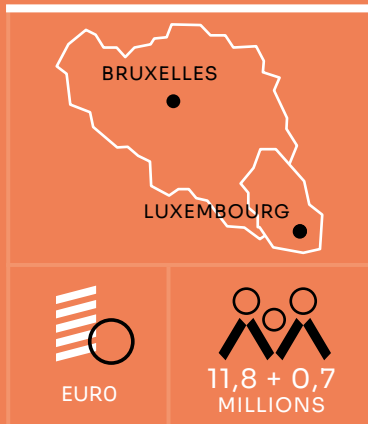 BRUXELLES
LUXEMBOURG
EURO
11,8 + 0,7
MILLIONS